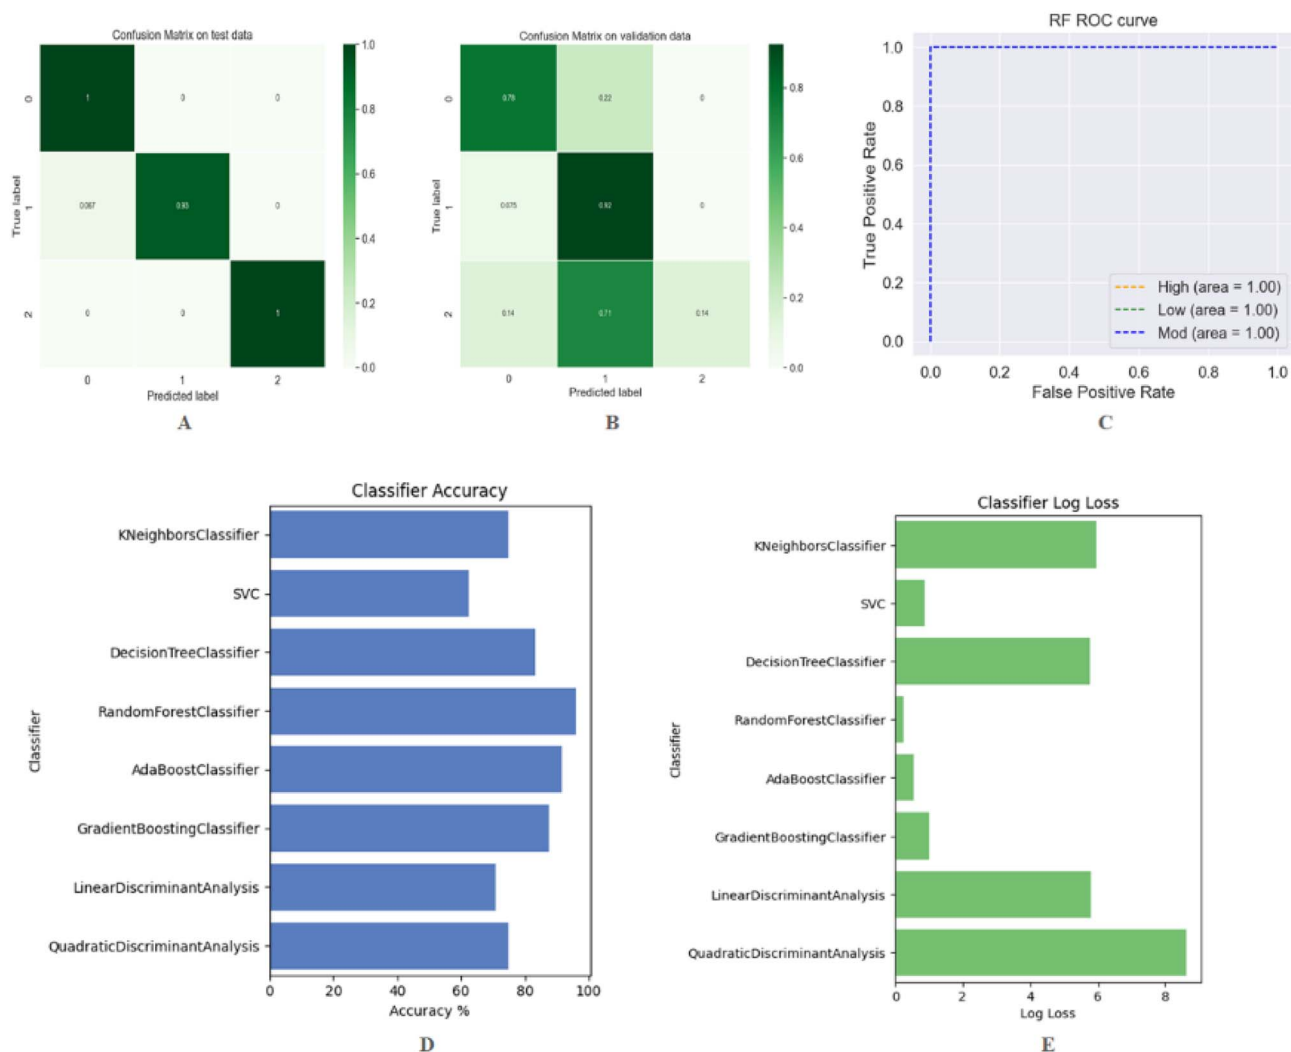 Confusion Matrix on test data
1.0
0.8
0.6
0.4
0.2
0.0
True label
0
1
2
1 0 0
0.067 0.93 0
0 0 1
0 1 2
Predicted label
A
Confusion Matrix on validation data
0.8
0.6
0.4
0.2
0.0
True label
0
1
2
0.22 0
0.075 0.92 0
0.14 0.71 0.14
0 1 2
Predicted label
B
RF ROC curve
True Positive Rate
1.0
0.8
0.6
0.4
0.2
0.0
High (area = 1.00)
Low (area = 1.00)
Mod (area = 1.00)
0.0 0.2 0.4 0.6 0.8 1.0
False Positive Rate
C
Classifier Accuracy
Classifier
KNeighborsClassifier
SVC
DecisionTreeClassifier
RandomForestClassifier
AdaBoostClassifier
GradientBoostingClassifier
LinearDiscriminantAnalysis
QuadraticDiscriminantAnalysis
0 20 40 60 80 100
Accuracy %
D
Classifier Log Loss
Classifier
KNeighborsClassifier
SVC
DecisionTreeClassifier
RandomForestClassifier
AdaBoostClassifier
GradientBoostingClassifier
LinearDiscriminantAnalysis
QuadraticDiscriminantAnalysis
0 2 4 6 8
Log Loss
E